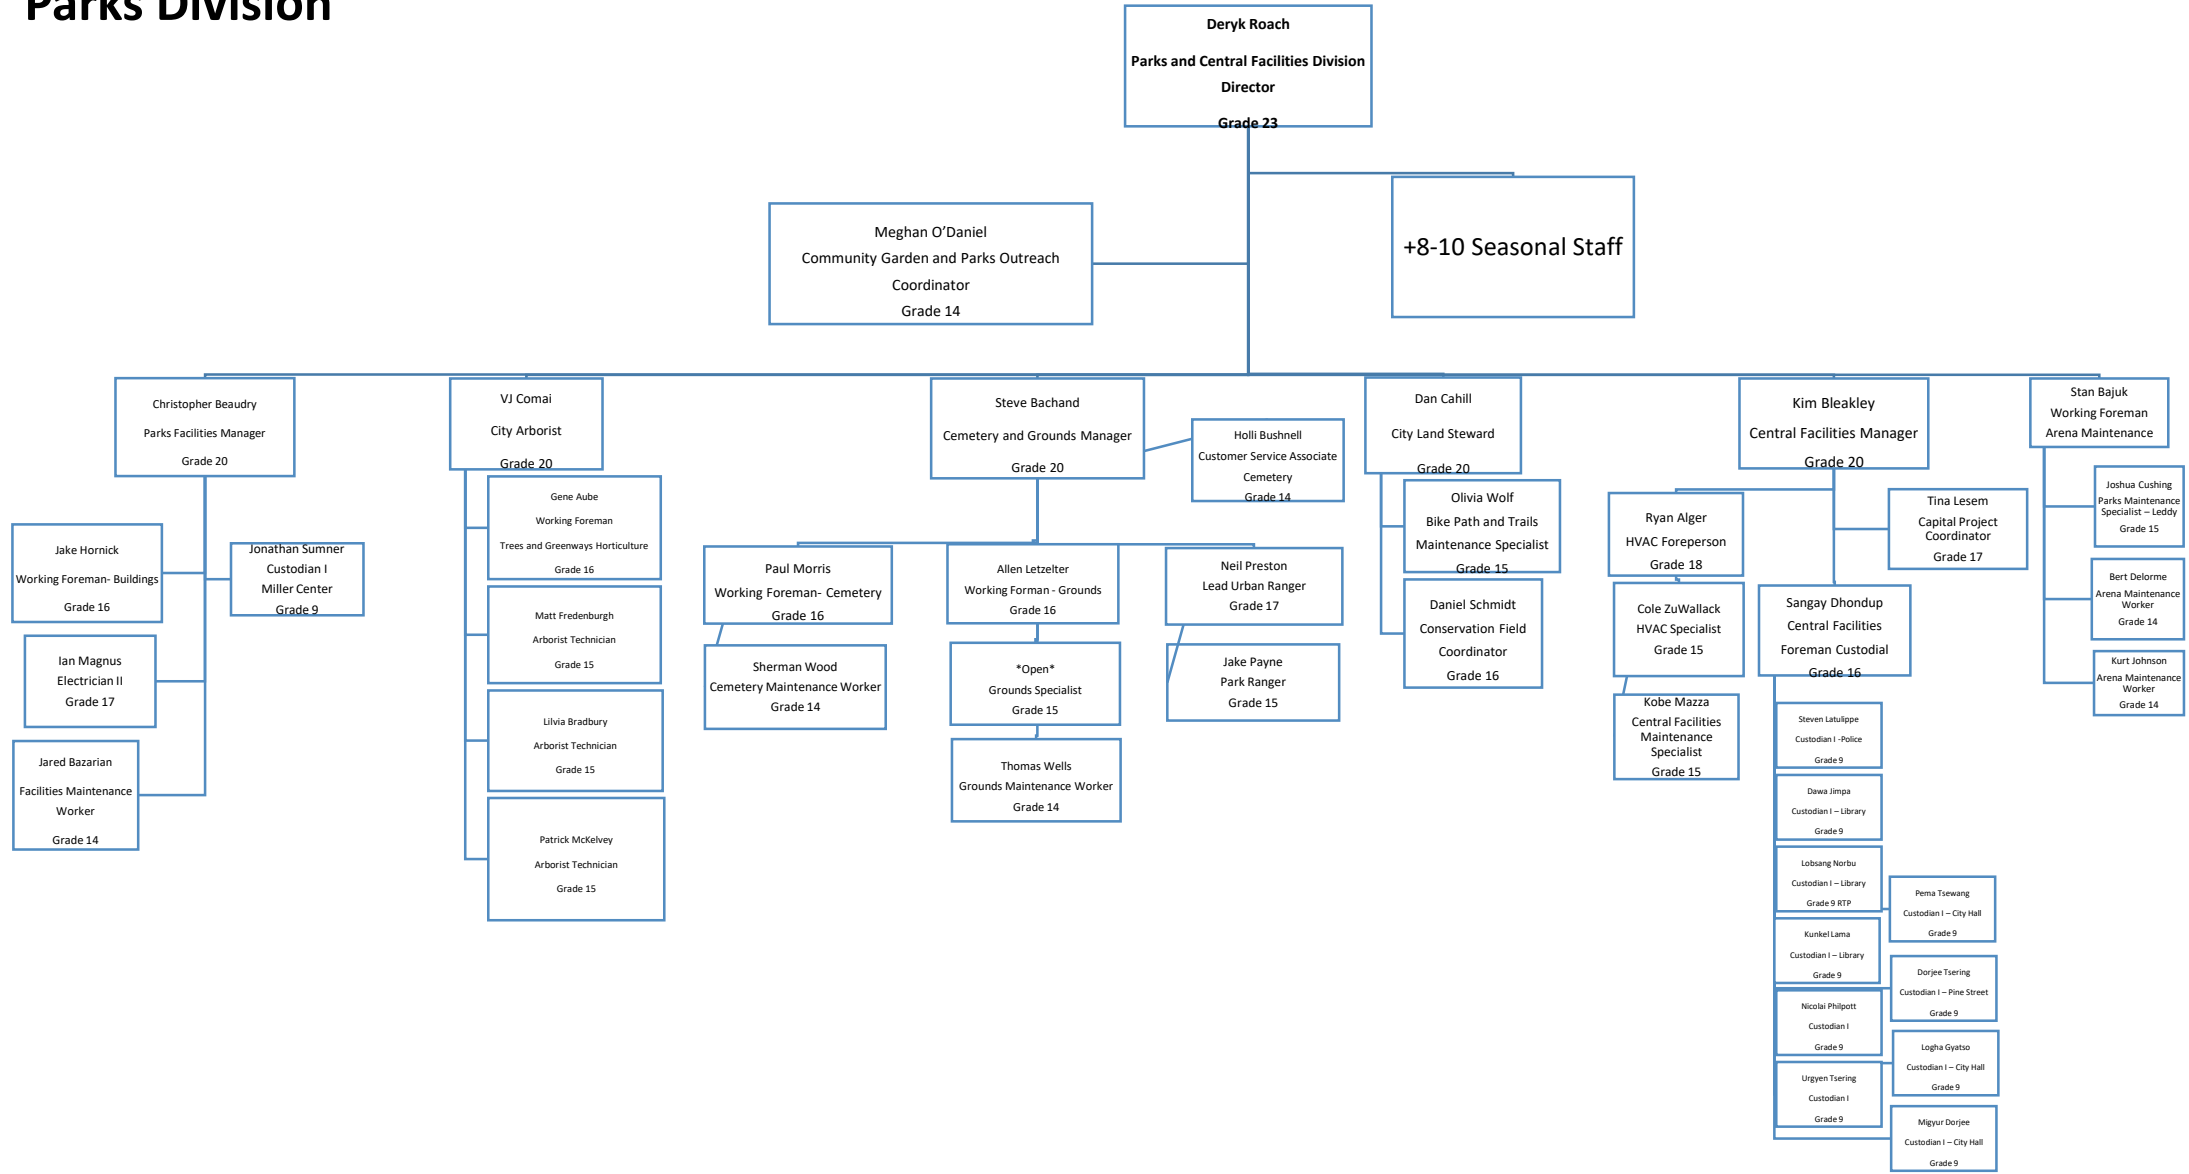 Parks Division
Deryk Roach
Parks and Central Facilities Division
Director
Grade 23
Meghan O’Daniel
Community Garden and Parks Outreach
Coordinator
Grade 14
+8-10 Seasonal Staff
Christopher Beaudry
Parks Facilities Manager
Grade 20
Jake Hornick
Working Foreman- Buildings
Grade 16
Jonathan Sumner
Custodian I
Miller Center
Grade 9
Ian Magnus
Electrician II
Grade 17
Jared Bazarian
Facilities Maintenance
Worker
Grade 14
VJ Comai
City Arborist
Grade 20
Gene Aube
Working Foreman
Trees and Greenways Horticulture
Grade 16
Matt Fredenburgh
Arborist Technician
Grade 15
Lilvia Bradbury
Arborist Technician
Grade 15
Patrick McKelvey
Arborist Technician
Grade 15
Steve Bachand
Cemetery and Grounds Manager
Grade 20
Holli Bushnell
Customer Service Associate
Cemetery
Grade 14
Paul Morris
Working Foreman- Cemetery
Grade 16
Sherman Wood
Cemetery Maintenance Worker
Grade 14
Allen Letzelter
Working Forman - Grounds
Grade 16
*Open*
Grounds Specialist
Grade 15
Thomas Wells
Grounds Maintenance Worker
Grade 14
Neil Preston
Lead Urban Ranger
Grade 17
Jake Payne
Park Ranger
Grade 15
Dan Cahill
City Land Steward
Grade 20
Olivia Wolf
Bike Path and Trails
Maintenance Specialist
Grade 15
Daniel Schmidt
Conservation Field
Coordinator
Grade 16
Kim Bleakley
Central Facilities Manager
Grade 20
Ryan Alger
HVAC Foreperson
Grade 18
Cole ZuWallack
HVAC Specialist
Grade 15
Kobe Mazza
Central Facilities
Maintenance
Specialist
Grade 15
Tina Lesem
Capital Project
Coordinator
Grade 17
Sangay Dhondup
Central Facilities
Foreman Custodial
Grade 16
Steven Latulippe
Custodian I -Police
Grade 9
Dawa Jimpa
Custodian I – Library
Grade 9
Lobsang Norbu
Custodian I – Library
Grade 9 RTP
Pema Tsewang
Custodian I – City Hall
Grade 9
Kunkel Lama
Custodian I – Library
Grade 9
Dorjee Tsering
Custodian I – Pine Street
Grade 9
Nicolai Philpott
Custodian I
Grade 9
Logha Gyatso
Custodian I – City Hall
Grade 9
Urgyen Tsering
Custodian I
Grade 9
Migyur Dorjee
Custodian I – City Hall
Grade 9
Stan Bajuk
Working Foreman
Arena Maintenance
Joshua Cushing
Parks Maintenance
Specialist – Leddy
Grade 15
Bert Delorme
Arena Maintenance
Worker
Grade 14
Kurt Johnson
Arena Maintenance
Worker
Grade 14